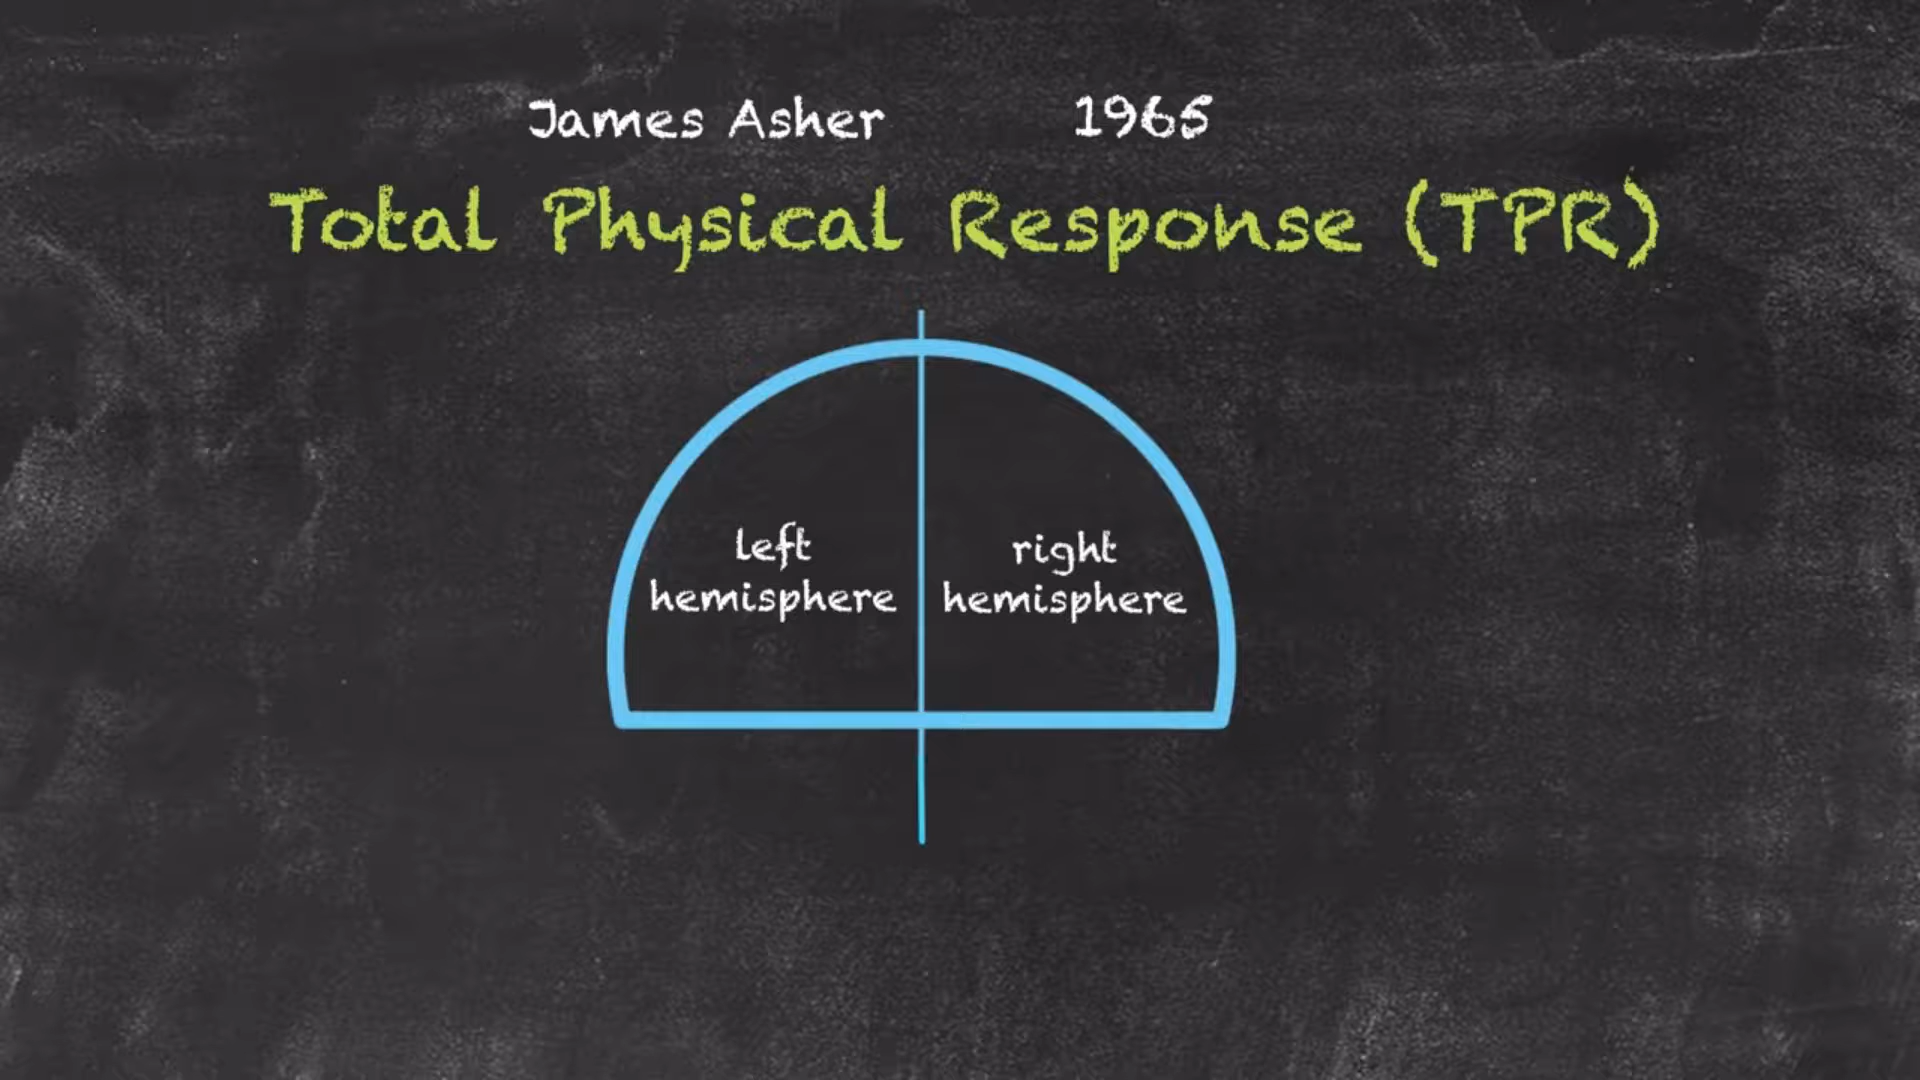 James Asher 1965
Total Physical Response (TPR)
left
hemisphere
right
hemisphere